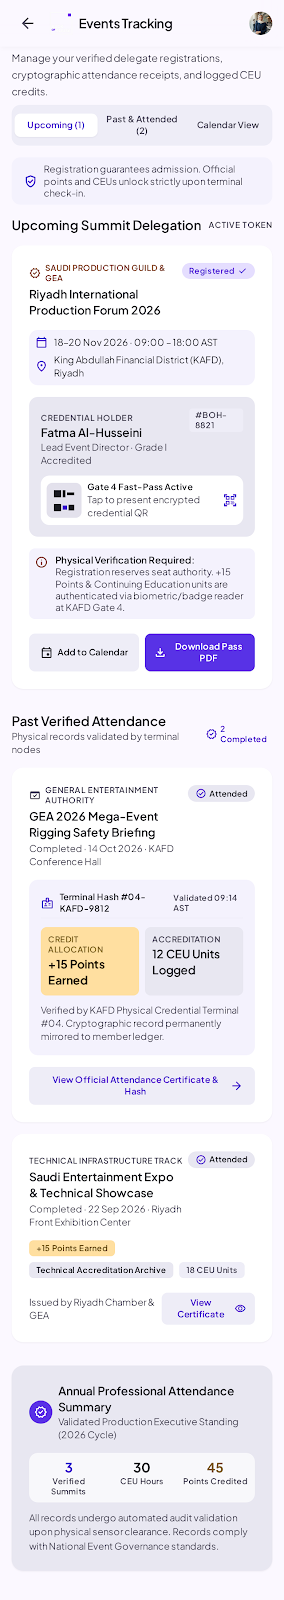 Events Tracking
Manage your verified delegate registrations,
cryptographic attendance receipts, and logged CEU
credits.
Upcoming (1)
Past & Attended
(2)
Calendar View
Registration guarantees admission. Official
points and CEUs unlock strictly upon terminal
check-in.
Upcoming Summit Delegation
ACTIVE TOKEN
SAUDI PRODUCTION GUILD &
GEA
Registered
Riyadh International
Production Forum 2026
18–20 Nov 2026 · 09:00 – 18:00 AST
King Abdullah Financial District (KAFD),
Riyadh
CREDENTIAL HOLDER
#BOH-
8821
Fatma Al-Husseini
Lead Event Director · Grade I
Accredited
Gate 4 Fast-Pass Active
Tap to present encrypted
credential QR
Physical Verification Required:
Registration reserves seat authority. +15
Points & Continuing Education units are
authenticated via biometric/badge reader
at KAFD Gate 4.
Add to Calendar
Download Pass
PDF
Past Verified Attendance
Physical records validated by terminal
nodes
2
Completed
GENERAL ENTERTAINMENT
AUTHORITY
Attended
GEA 2026 Mega-Event
Rigging Safety Briefing
Completed · 14 Oct 2026 · KAFD
Conference Hall
Terminal Hash #04-
KAFD-9812
Validated 09:14
AST
CREDIT
ALLOCATION
+15 Points
Earned
ACCREDITATION
12 CEU Units
Logged
Verified by KAFD Physical Credential Terminal
#04. Cryptographic record permanently
mirrored to member ledger.
View Official Attendance Certificate &
Hash
TECHNICAL INFRASTRUCTURE TRACK
Attended
Saudi Entertainment Expo
& Technical Showcase
Completed · 22 Sep 2026 · Riyadh
Front Exhibition Center
+15 Points Earned
Technical Accreditation Archive
18 CEU Units
Issued by Riyadh Chamber &
GEA
View
Certificate
Annual Professional Attendance
Summary
Validated Production Executive Standing
(2026 Cycle)
3
Verified
Summits
30
CEU Hours
45
Points Credited
All records undergo automated audit validation
upon physical sensor clearance. Records comply
with National Event Governance standards.